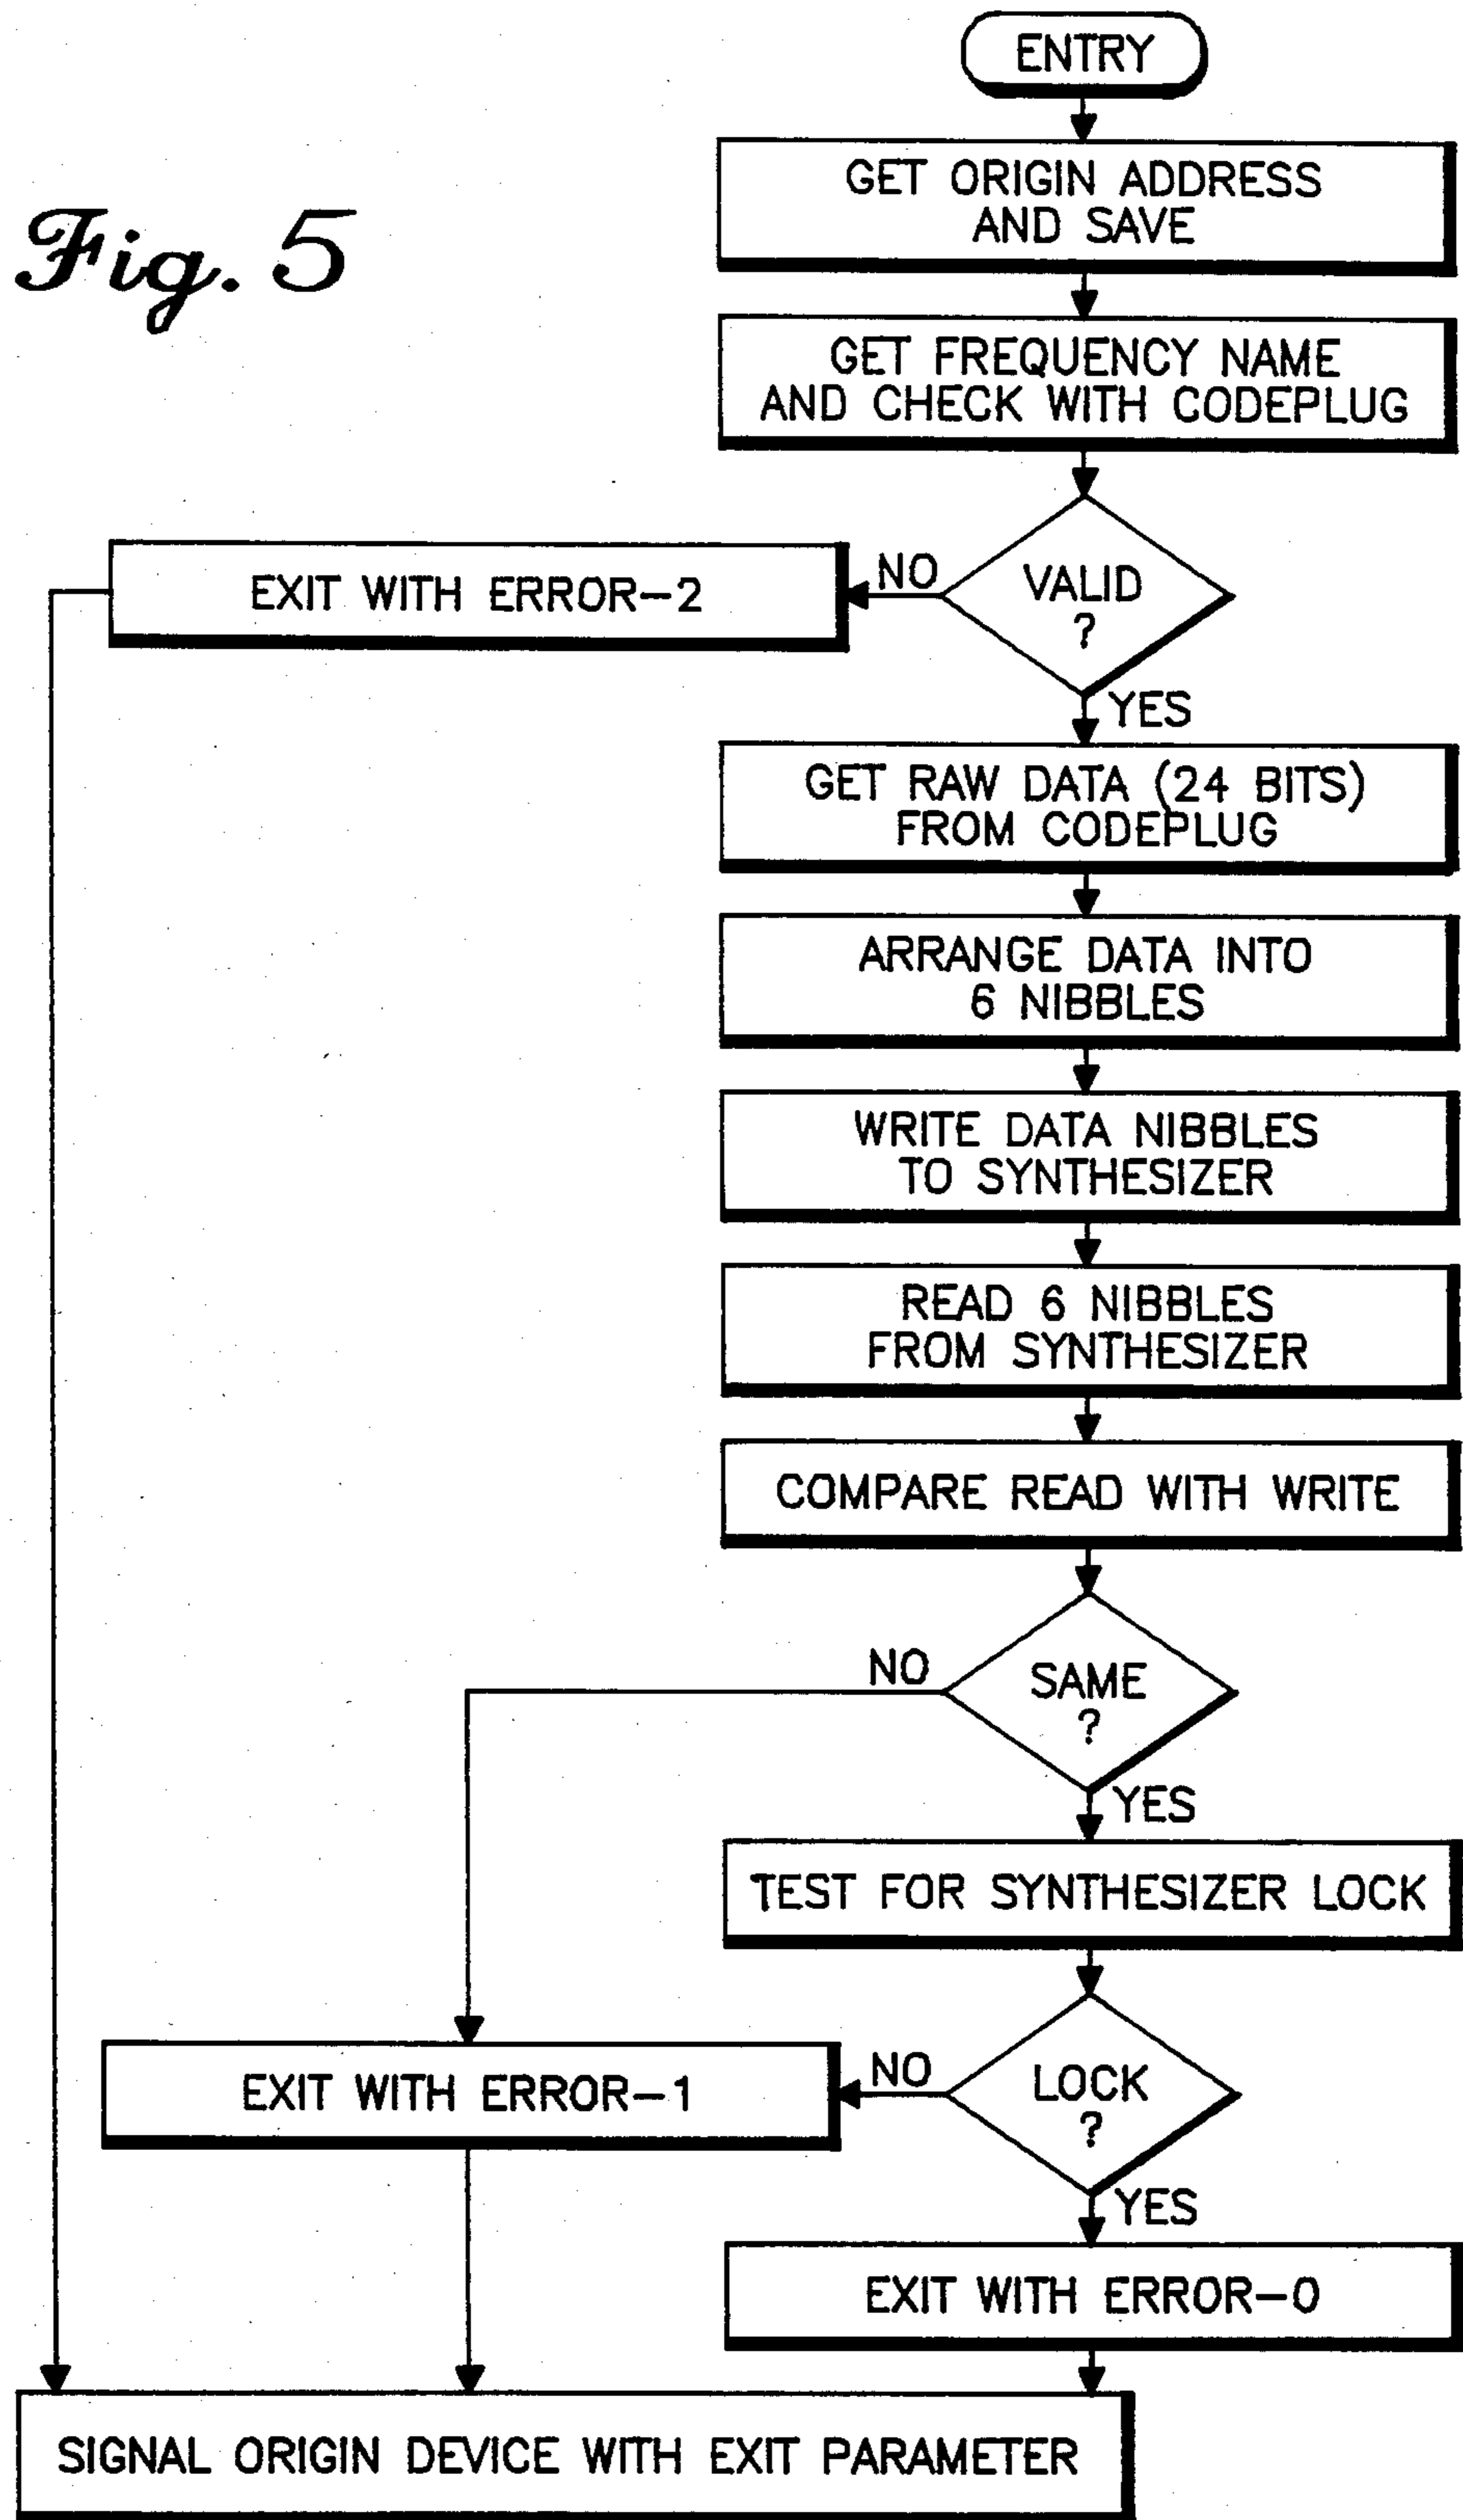 Fig. 5
ENTRY
GET ORIGIN ADDRESS
AND SAVE
GET FREQUENCY NAME
AND CHECK WITH CODEPLUG
VALID
?
NO
EXIT WITH ERROR-2
YES
GET RAW DATA (24 BITS)
FROM CODEPLUG
ARRANGE DATA INTO
6 NIBBLES
WRITE DATA NIBBLES
TO SYNTHESIZER
READ 6 NIBBLES
FROM SYNTHESIZER
COMPARE READ WITH WRITE
SAME
?
NO
YES
TEST FOR SYNTHESIZER LOCK
LOCK
?
NO
EXIT WITH ERROR-1
YES
EXIT WITH ERROR-0
SIGNAL ORIGIN DEVICE WITH EXIT PARAMETER